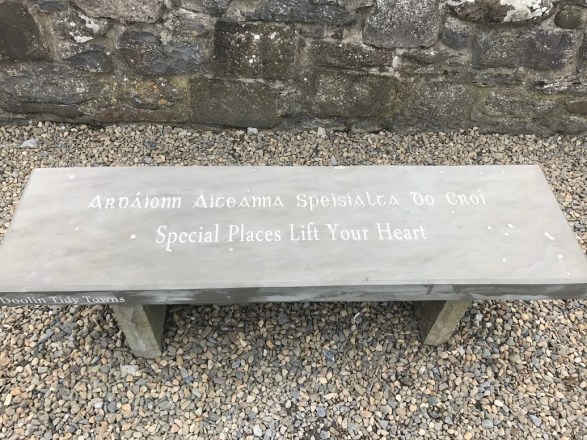 Ardáionn Aiteanna Speisialta Do Croí
Special Places Lift Your Heart
Doolin Tidy Towns